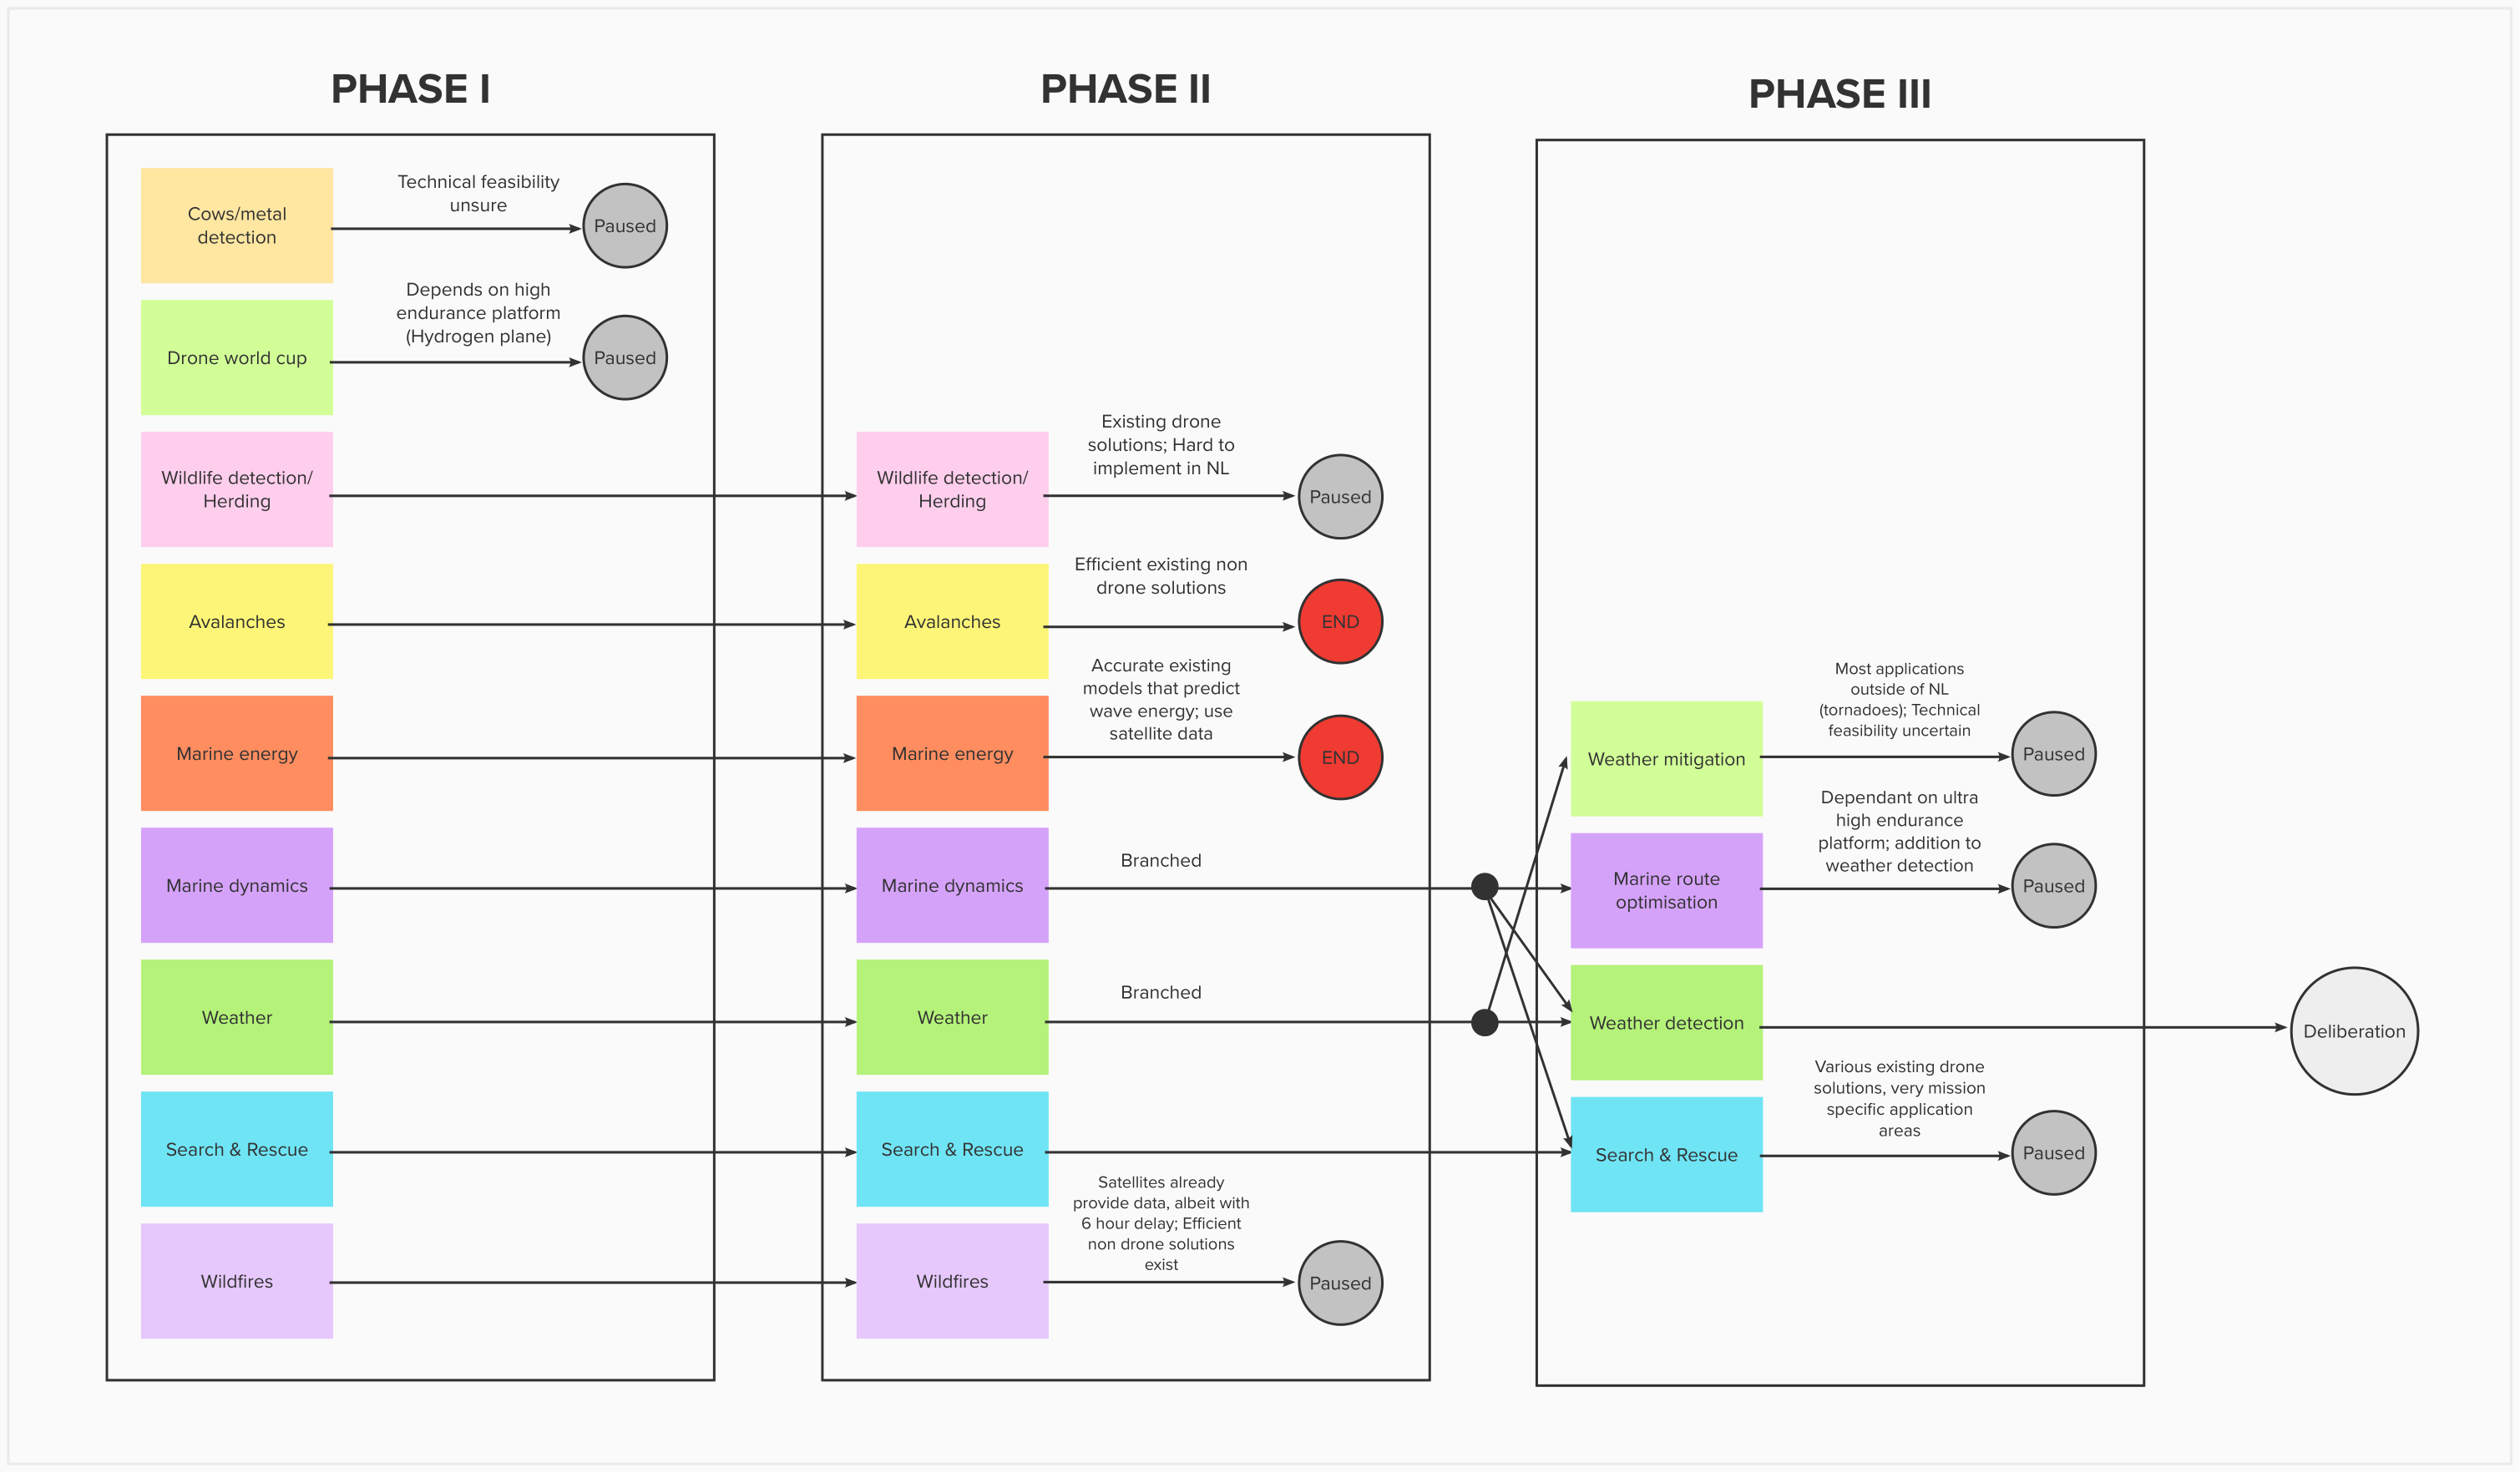 PHASE I
Cows/metal
detection
Technical feasibility
unsure
Paused
Drone world cup
Depends on high
endurance platform
(Hydrogen plane)
Paused
Wildlife detection/
Herding
Avalanches
Marine energy
Marine dynamics
Weather
Search & Rescue
Wildfires
PHASE II
Wildlife detection/
Herding
Existing drone
solutions; Hard to
implement in NL
Paused
Avalanches
Efficient existing non
drone solutions
END
Marine energy
Accurate existing
models that predict
wave energy; use
satellite data
END
Marine dynamics
Branched
Weather
Branched
Search & Rescue
Wildfires
Satellites already
provide data, albeit with
6 hour delay; Efficient
non drone solutions
exist
Paused
PHASE III
Weather mitigation
Most applications
outside of NL
(tornadoes); Technical
feasibility uncertain
Paused
Marine route
optimisation
Dependant on ultra
high endurance
platform; addition to
weather detection
Paused
Weather detection
Deliberation
Search & Rescue
Various existing drone
solutions, very mission
specific application
areas
Paused